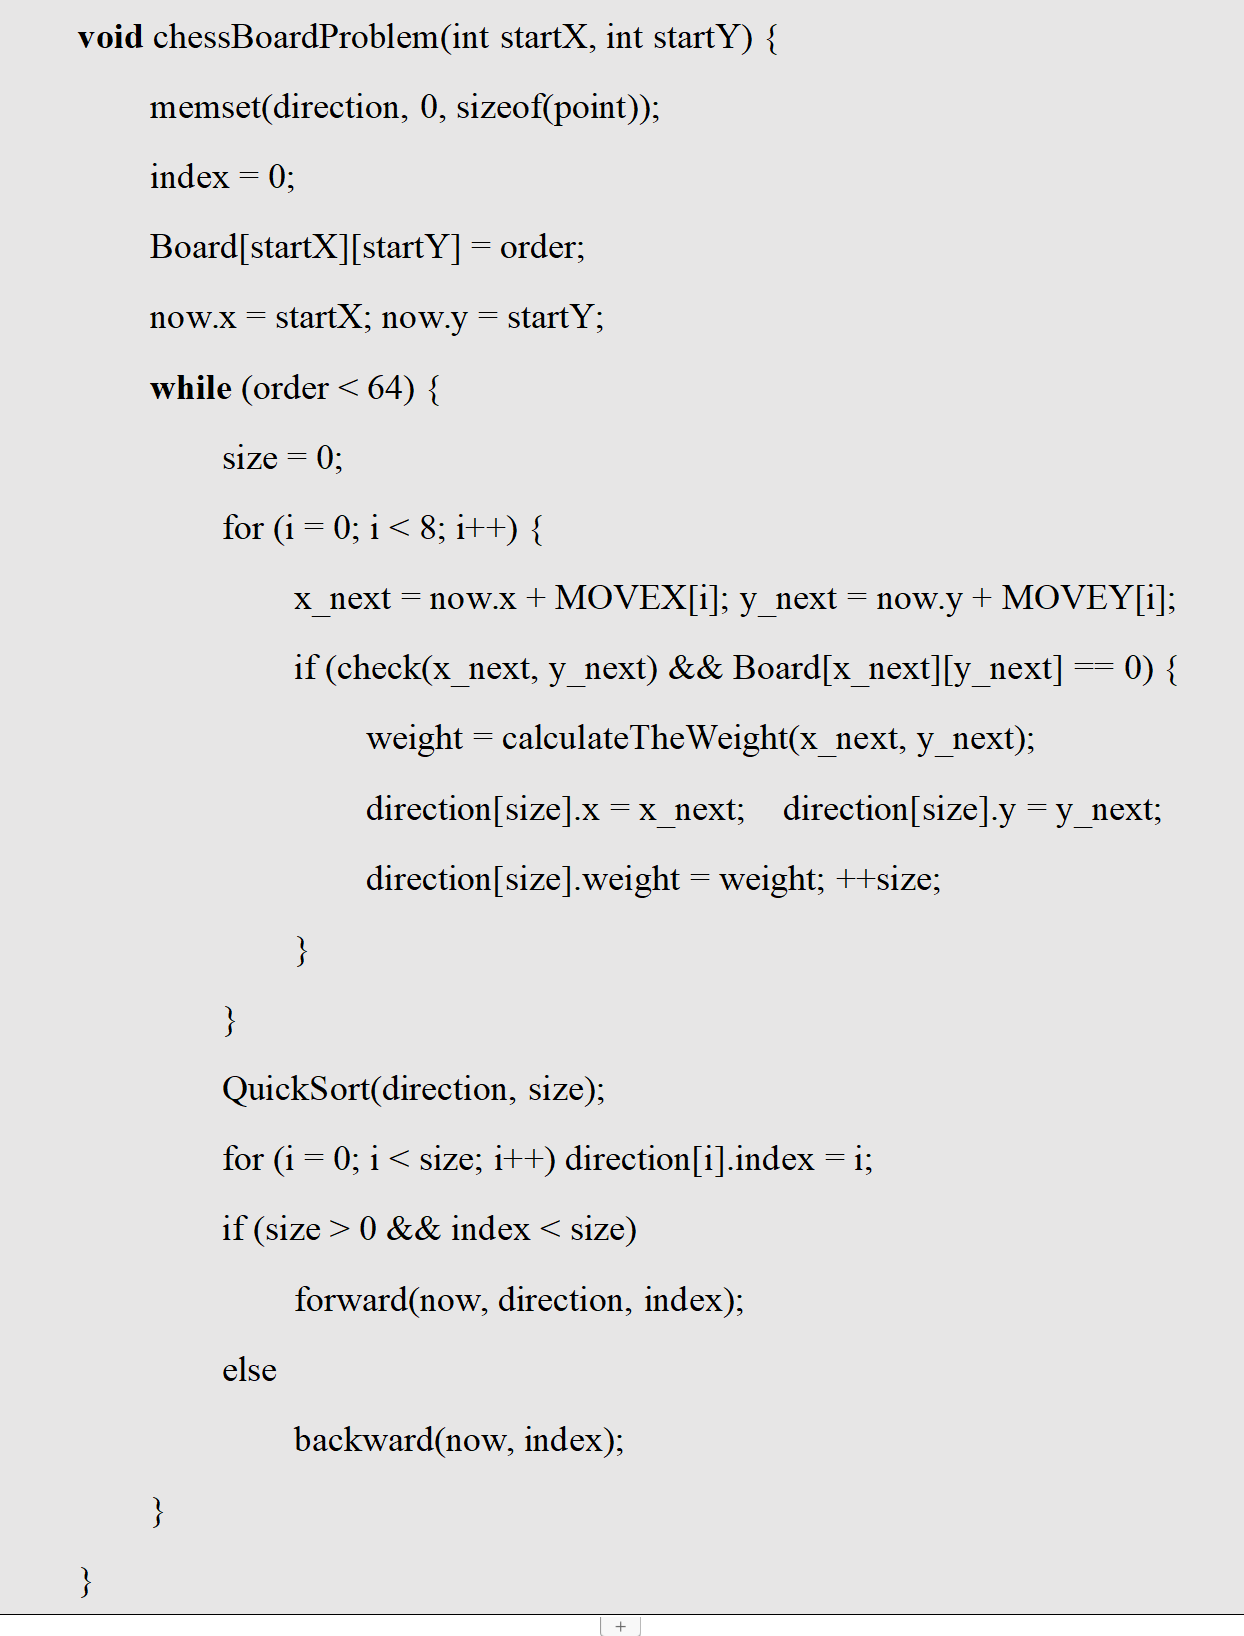 void chessBoardProblem(int startX, int startY) {
memset(direction, 0, sizeof(point));
index = 0;
Board[startX][startY] = order;
now.x = startX; now.y = startY;
while (order < 64) {
size = 0;
for (i = 0; i < 8; i++) {
x_next = now.x + MOVEX[i]; y_next = now.y + MOVEY[i];
if (check(x_next, y_next) && Board[x_next][y_next] == 0) {
weight = calculateTheWeight(x_next, y_next);
direction[size].x = x_next; direction[size].y = y_next;
direction[size].weight = weight; ++size;
}
}
QuickSort(direction, size);
for (i = 0; i < size; i++) direction[i].index = i;
if (size > 0 && index < size)
forward(now, direction, index);
else
backward(now, index);
}
}
+